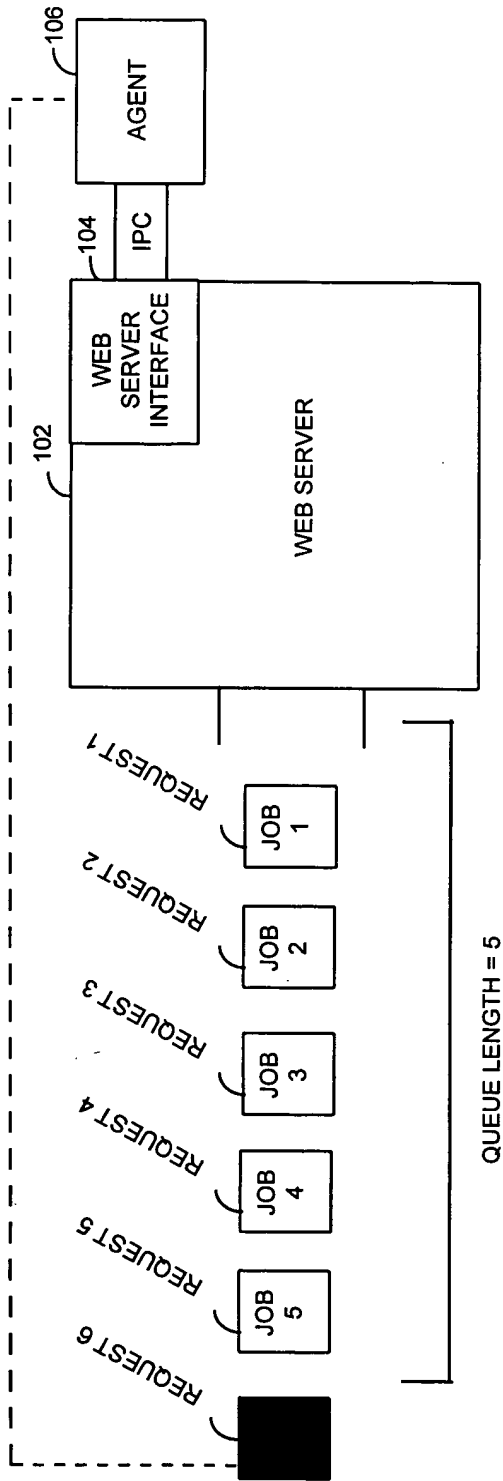 106
AGENT
IPC
104
WEB
SERVER
INTERFACE
102
WEB SERVER
REQUEST 1
JOB
1
REQUEST 2
JOB
2
REQUEST 3
JOB
3
REQUEST 4
JOB
4
REQUEST 5
JOB
5
REQUEST 6
QUEUE LENGTH = 5